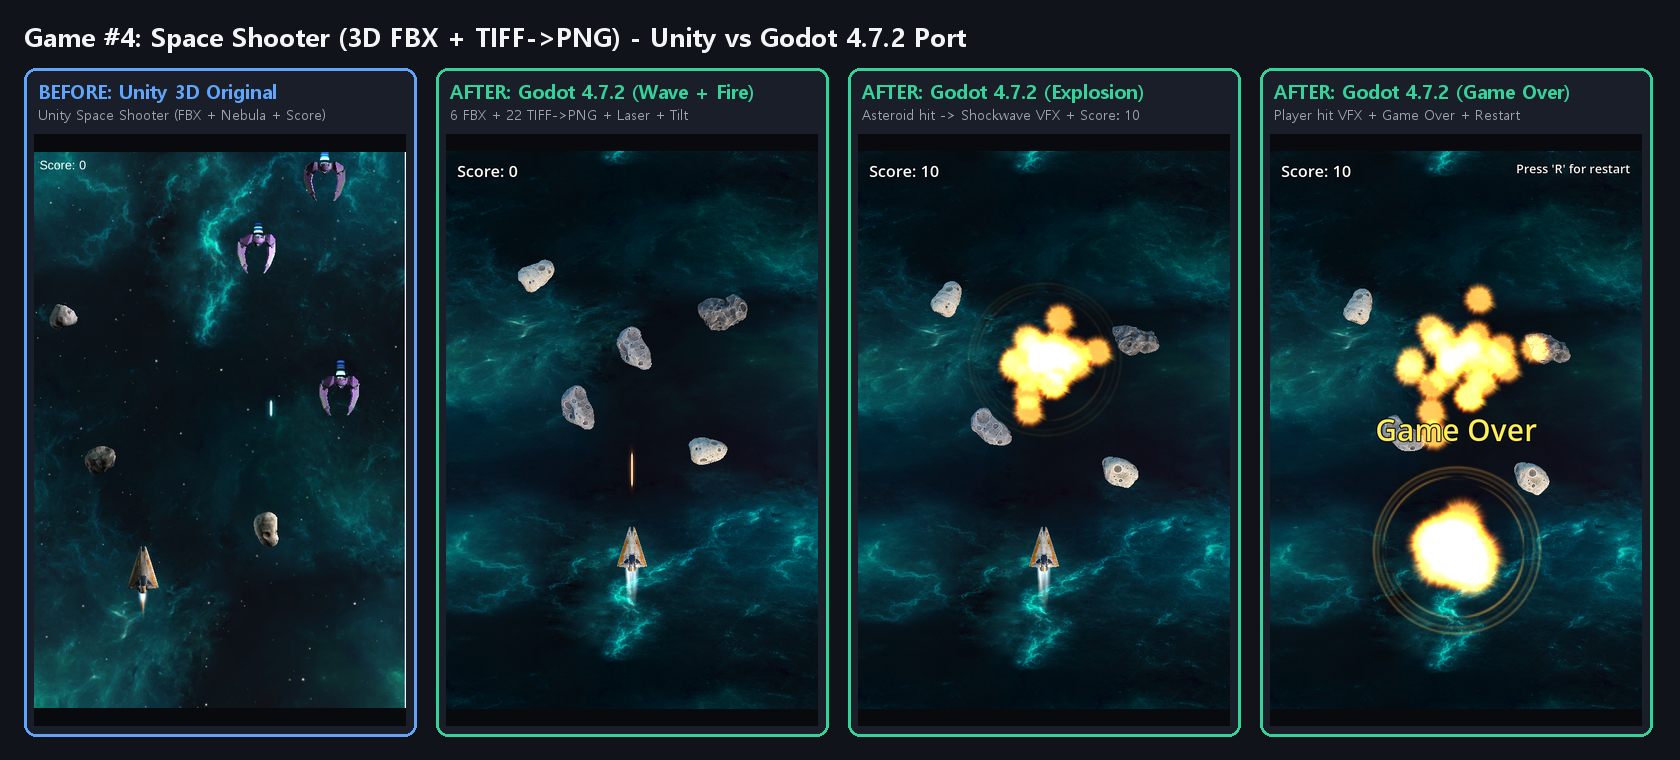 Game #4: Space Shooter (3D FBX + TIFF->PNG) - Unity vs Godot 4.7.2 Port
BEFORE: Unity 3D Original
Unity Space Shooter (FBX + Nebula + Score)
Score: 0
AFTER: Godot 4.7.2 (Wave + Fire)
6 FBX + 22 TIFF->PNG + Laser + Tilt
Score: 0
AFTER: Godot 4.7.2 (Explosion)
Asteroid hit -> Shockwave VFX + Score: 10
Score: 10
AFTER: Godot 4.7.2 (Game Over)
Player hit VFX + Game Over + Restart
Score: 10
Press 'R' for restart
Game Over